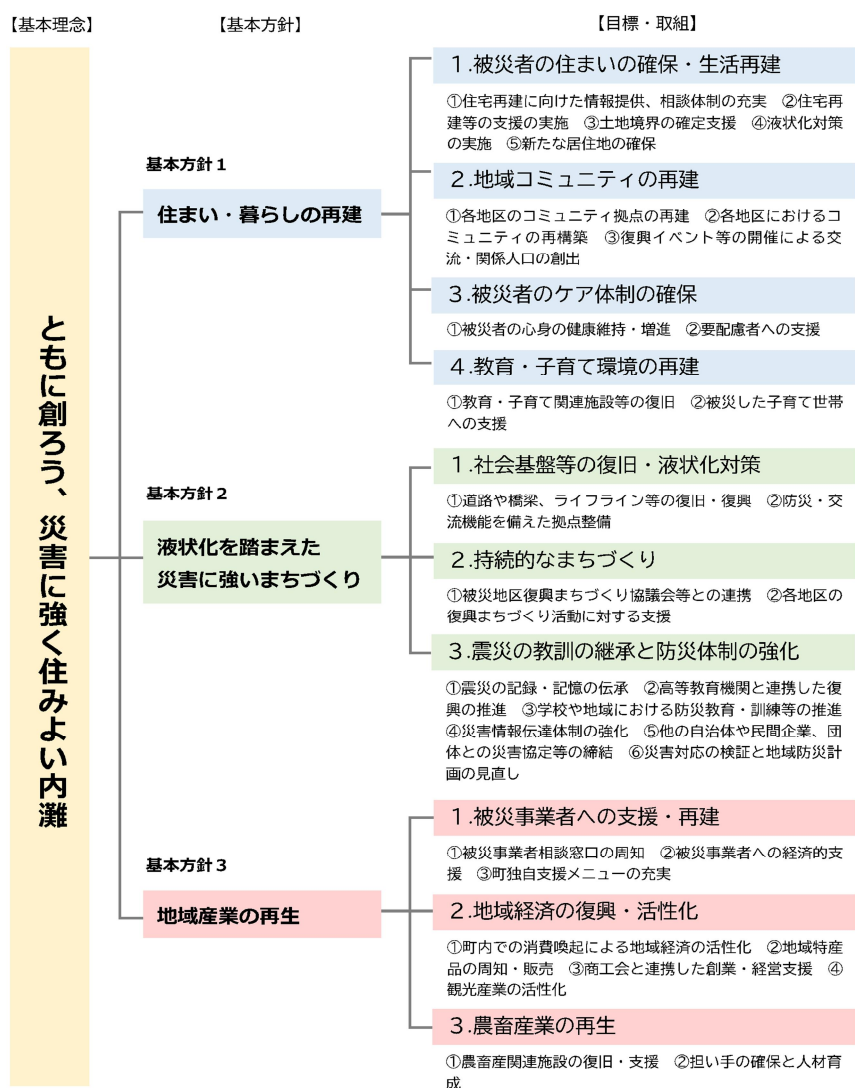 【基本理念】
【基本方針】
【目標・取組】
ともに創ろう、災害に強く住みよい内灘
基本方針１
住まい・暮らしの再建
１.被災者の住まいの確保・生活再建
①住宅再建に向けた情報提供、相談体制の充実　②住宅再
建等の支援の実施　③土地境界の確定支援　④液状化対策
の実施　⑤新たな居住地の確保
２.地域コミュニティの再建
①各地区のコミュニティ拠点の再建　②各地区におけるコ
ミュニティの再構築　③復興イベント等の開催による交
流・関係人口の創出
３.被災者のケア体制の確保
①被災者の心身の健康維持・増進　②要配慮者への支援
４.教育・子育て環境の再建
①教育・子育て関連施設等の復旧　②被災した子育て世帯
への支援
基本方針２
液状化を踏まえた
災害に強いまちづくり
１.社会基盤等の復旧・液状化対策
①道路や橋梁、ライフライン等の復旧・復興　②防災・交
流機能を備えた拠点整備
２.持続的なまちづくり
①被災地区復興まちづくり協議会等との連携　②各地区の
復興まちづくり活動に対する支援
３.震災の教訓の継承と防災体制の強化
①震災の記録・記憶の伝承　②高等教育機関と連携した復
興の推進　③学校や地域における防災教育・訓練等の推進
④災害情報伝達体制の強化　⑤他の自治体や民間企業、団
体との災害協定等の締結　⑥災害対応の検証と地域防災計
画の見直し
基本方針３
地域産業の再生
１.被災事業者への支援・再建
①被災事業者相談窓口の周知　②被災事業者への経済的支
援　③町独自支援メニューの充実
２.地域経済の復興・活性化
①町内での消費喚起による地域経済の活性化　②地域特産
品の周知・販売　③商工会と連携した創業・経営支援　④
観光産業の活性化
３.農畜産業の再生
①農畜産関連施設の復旧・支援　②担い手の確保と人材育
成